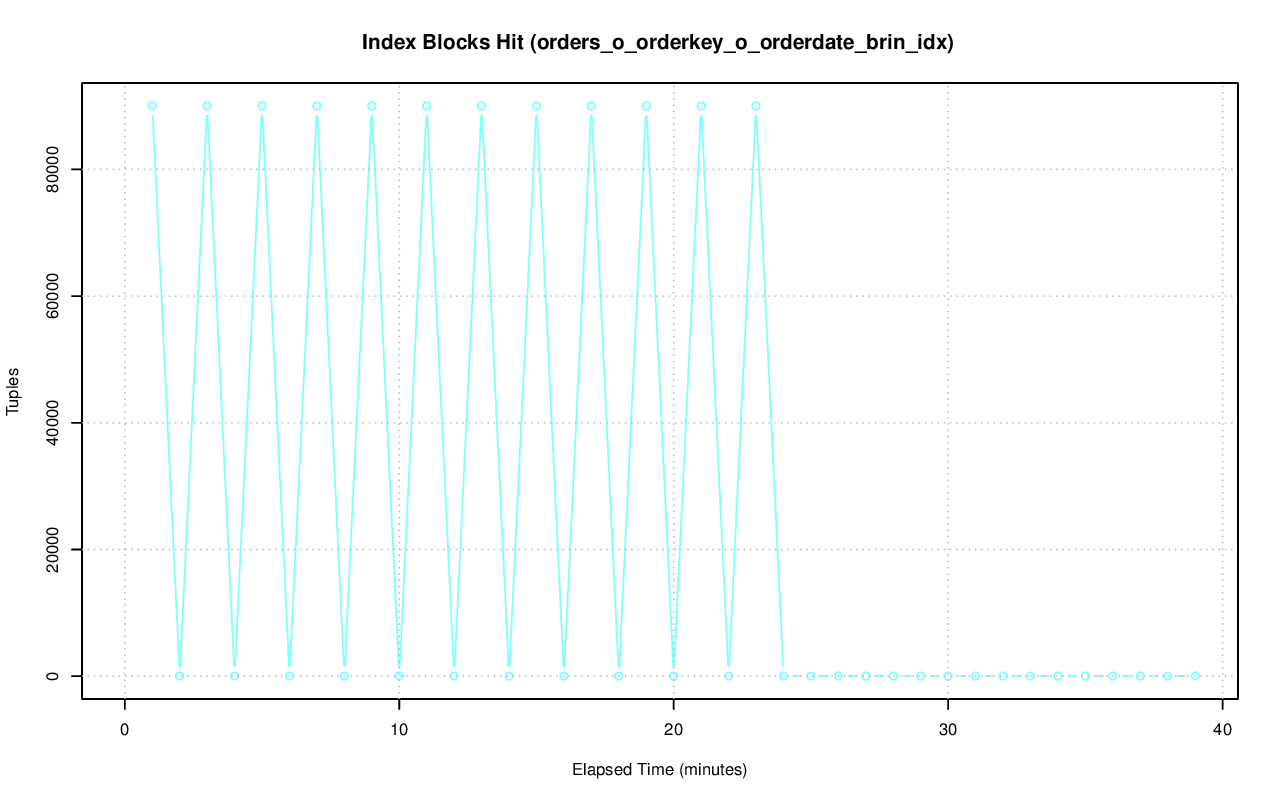 Index Blocks Hit (orders_o_orderkey_o_orderdate_brin_idx)
Tuples
80000
60000
40000
20000
0
0 10 20 30 40
Elapsed Time (minutes)